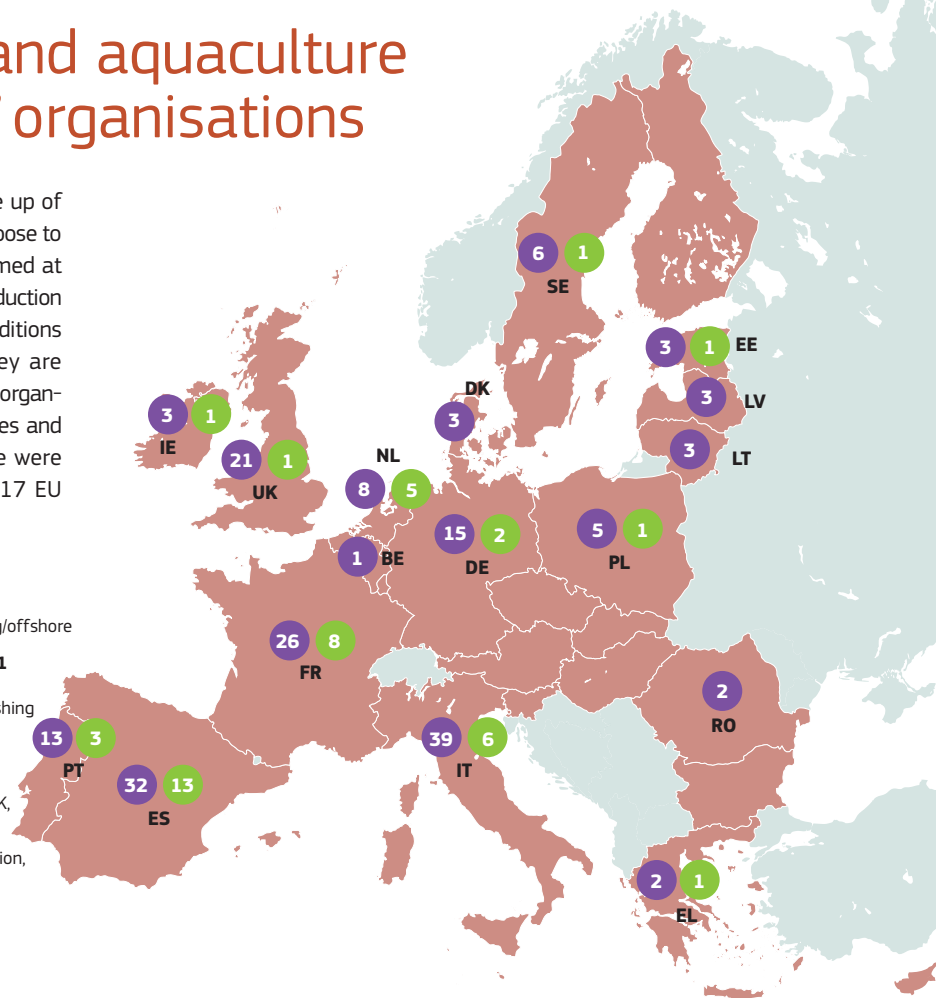 and aquaculture
organisations
e up of
oose to
med at
duction
ditions
ey are
organ-
es and
e were
17 EU
/offshore
1
hing
K,
ion,
6 1
SE
3 1 EE
3 LV
3 LT
DK
3
3 1
IE
21 1
UK
NL
8 5
1 BE
15 2
DE
5 1
PL
26 8
FR
2
RO
13 3
PT
32 13
ES
39 6
IT
2 1
EL